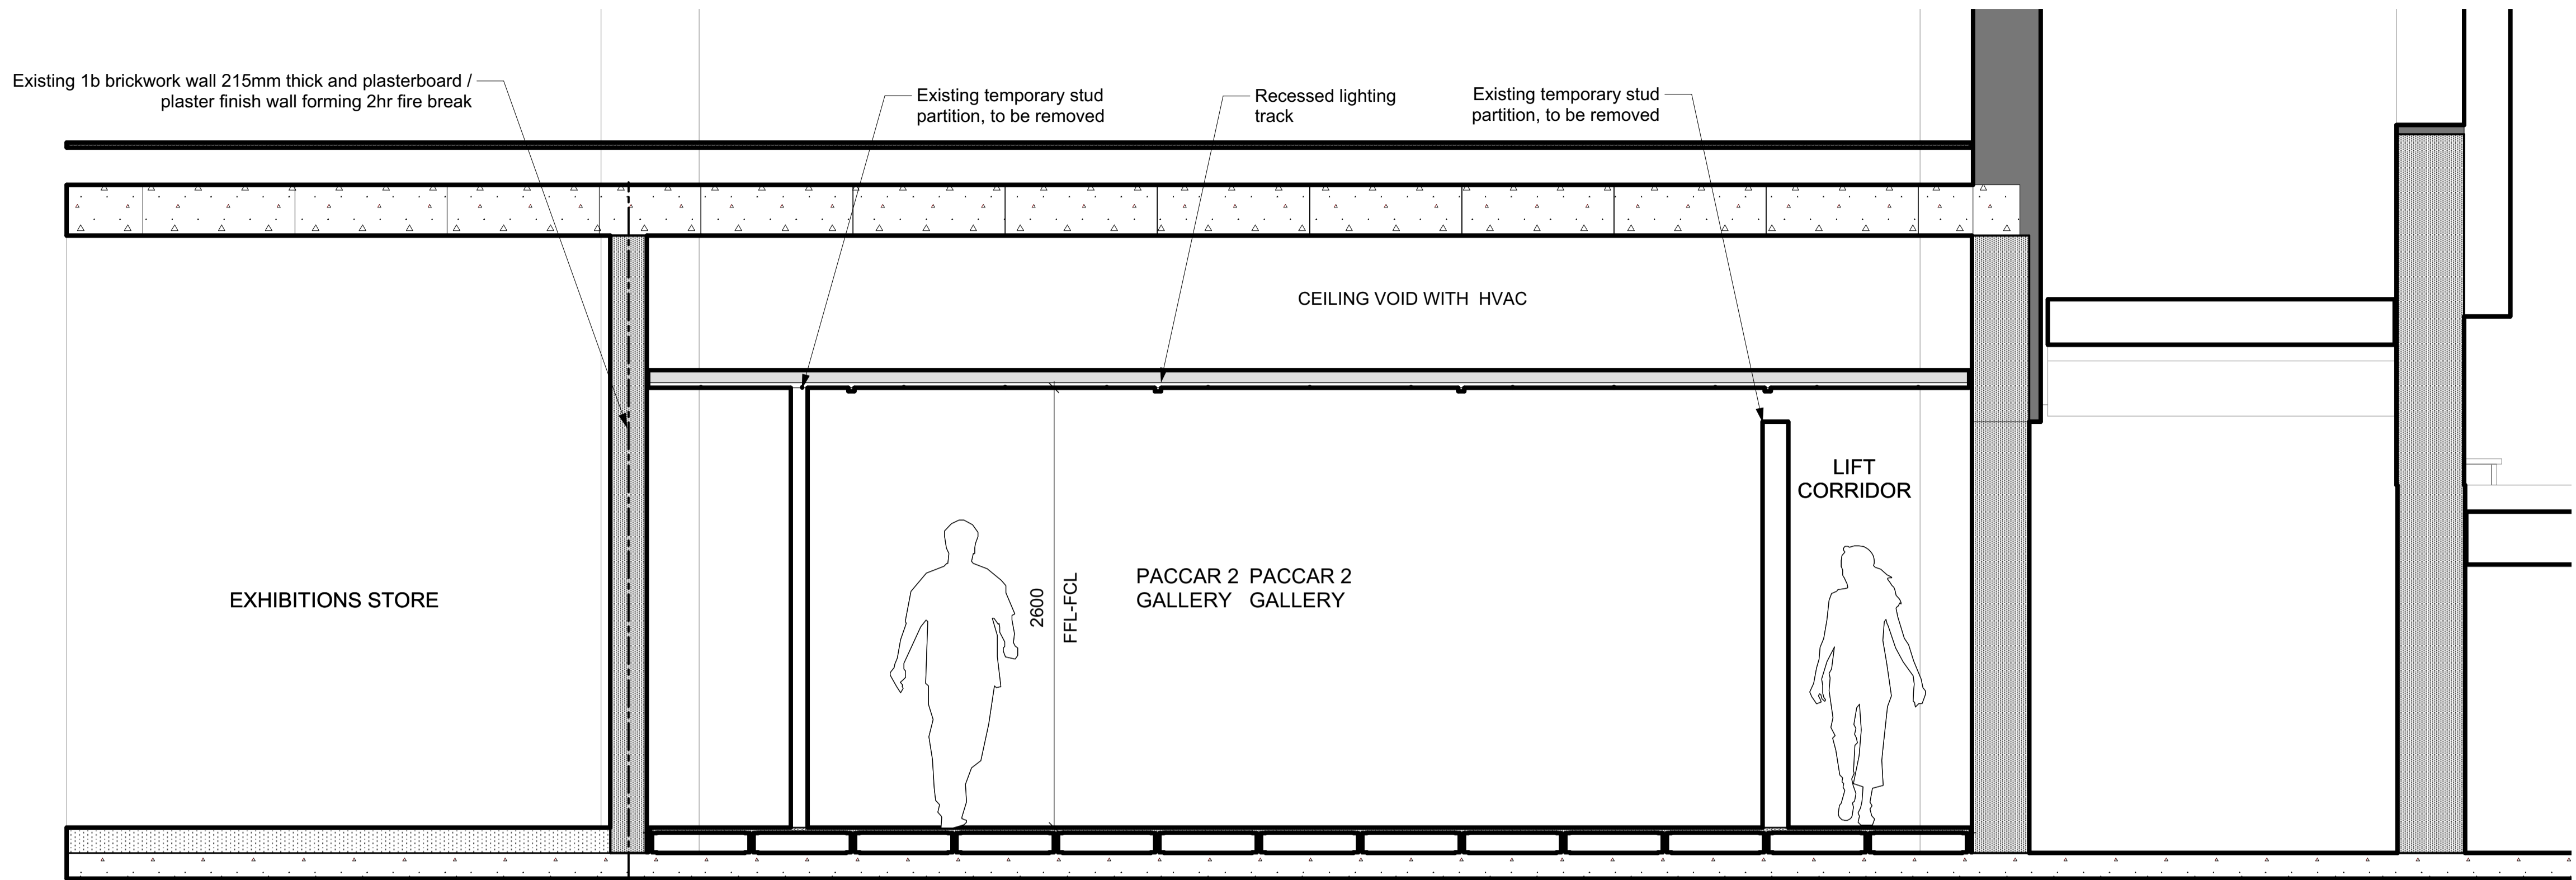 Existing 1b brickwork wall 215mm thick and plasterboard /
plaster finish wall forming 2hr fire break
Existing temporary stud
partition, to be removed
Recessed lighting
track
Existing temporary stud
partition, to be removed
CEILING VOID WITH HVAC
LIFT
CORRIDOR
EXHIBITIONS STORE
2600
FFL-FCL
PACCAR 2
GALLERY
PACCAR 2
GALLERY